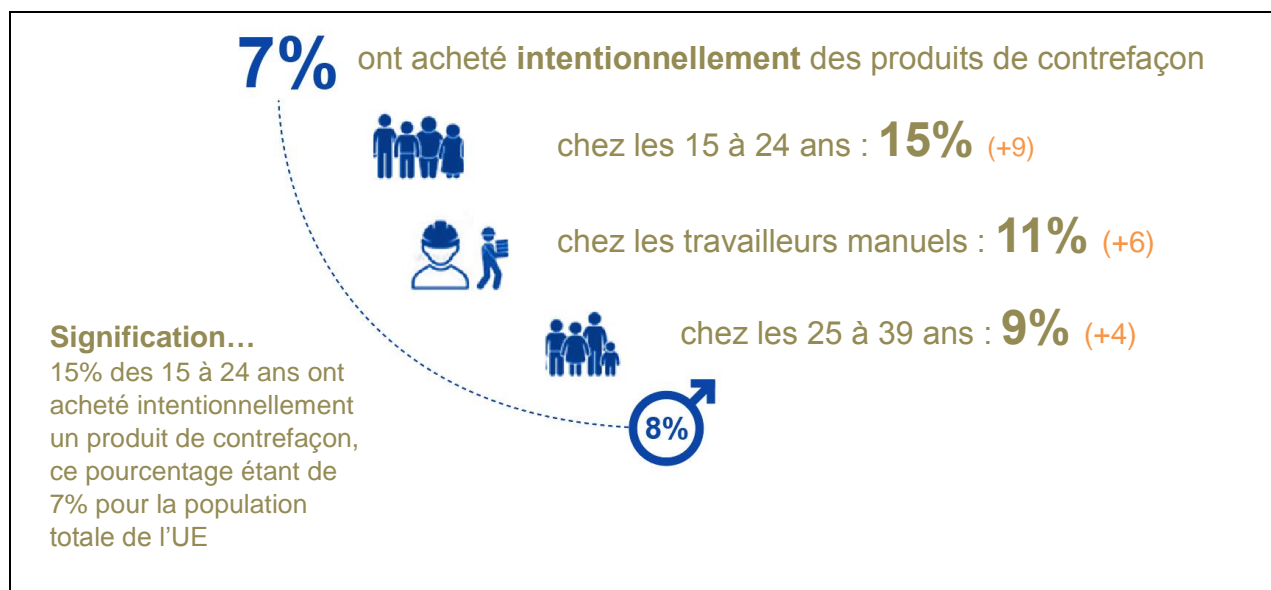 7% ont acheté intentionnellement des produits de contrefaçon
chez les 15 à 24 ans : 15% (+9)
chez les travailleurs manuels : 11% (+6)
chez les 25 à 39 ans : 9% (+4)
8%
Signification…
15% des 15 à 24 ans ont
acheté intentionnellement
un produit de contrefaçon,
ce pourcentage étant de
7% pour la population
totale de l’UE